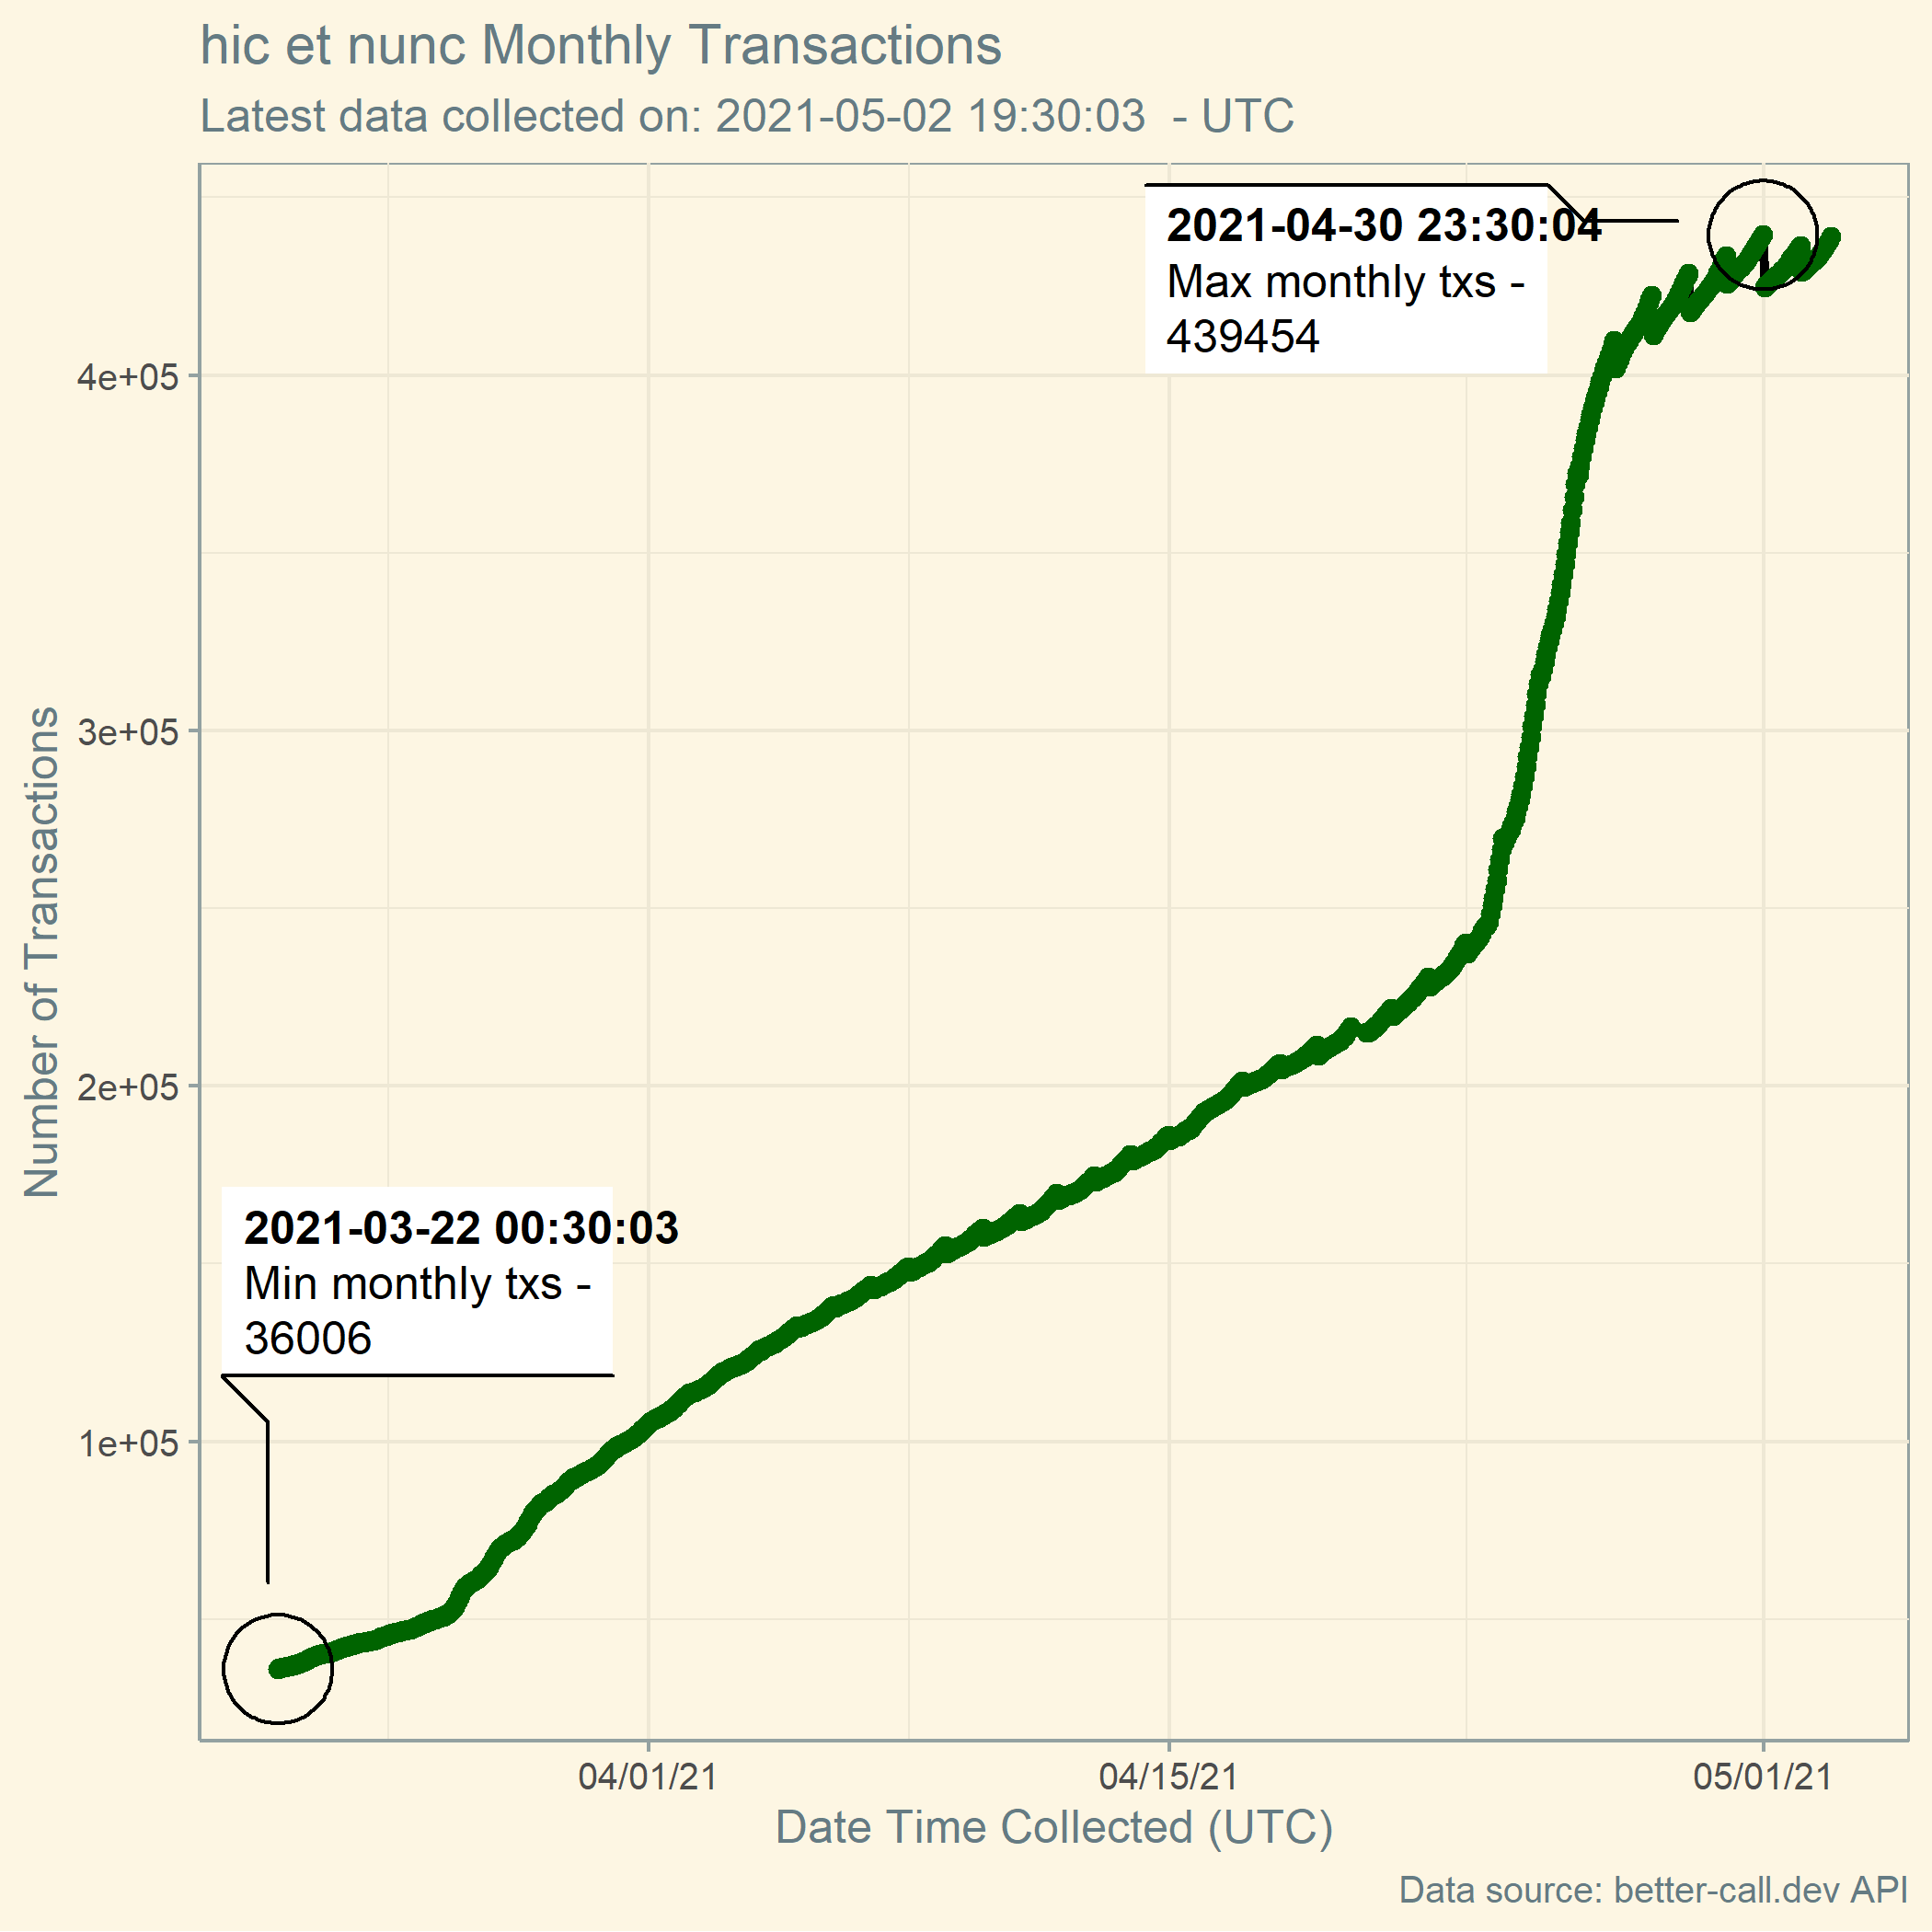 hic et nunc Monthly Transactions
Latest data collected on: 2021-05-02 19:30:03  - UTC
2021-04-30 23:30:04
Max monthly txs -
439454
4e+05
3e+05
2e+05
1e+05
Number of Transactions
2021-03-22 00:30:03
Min monthly txs -
36006
04/01/21
04/15/21
05/01/21
Date Time Collected (UTC)
Data source: better-call.dev API